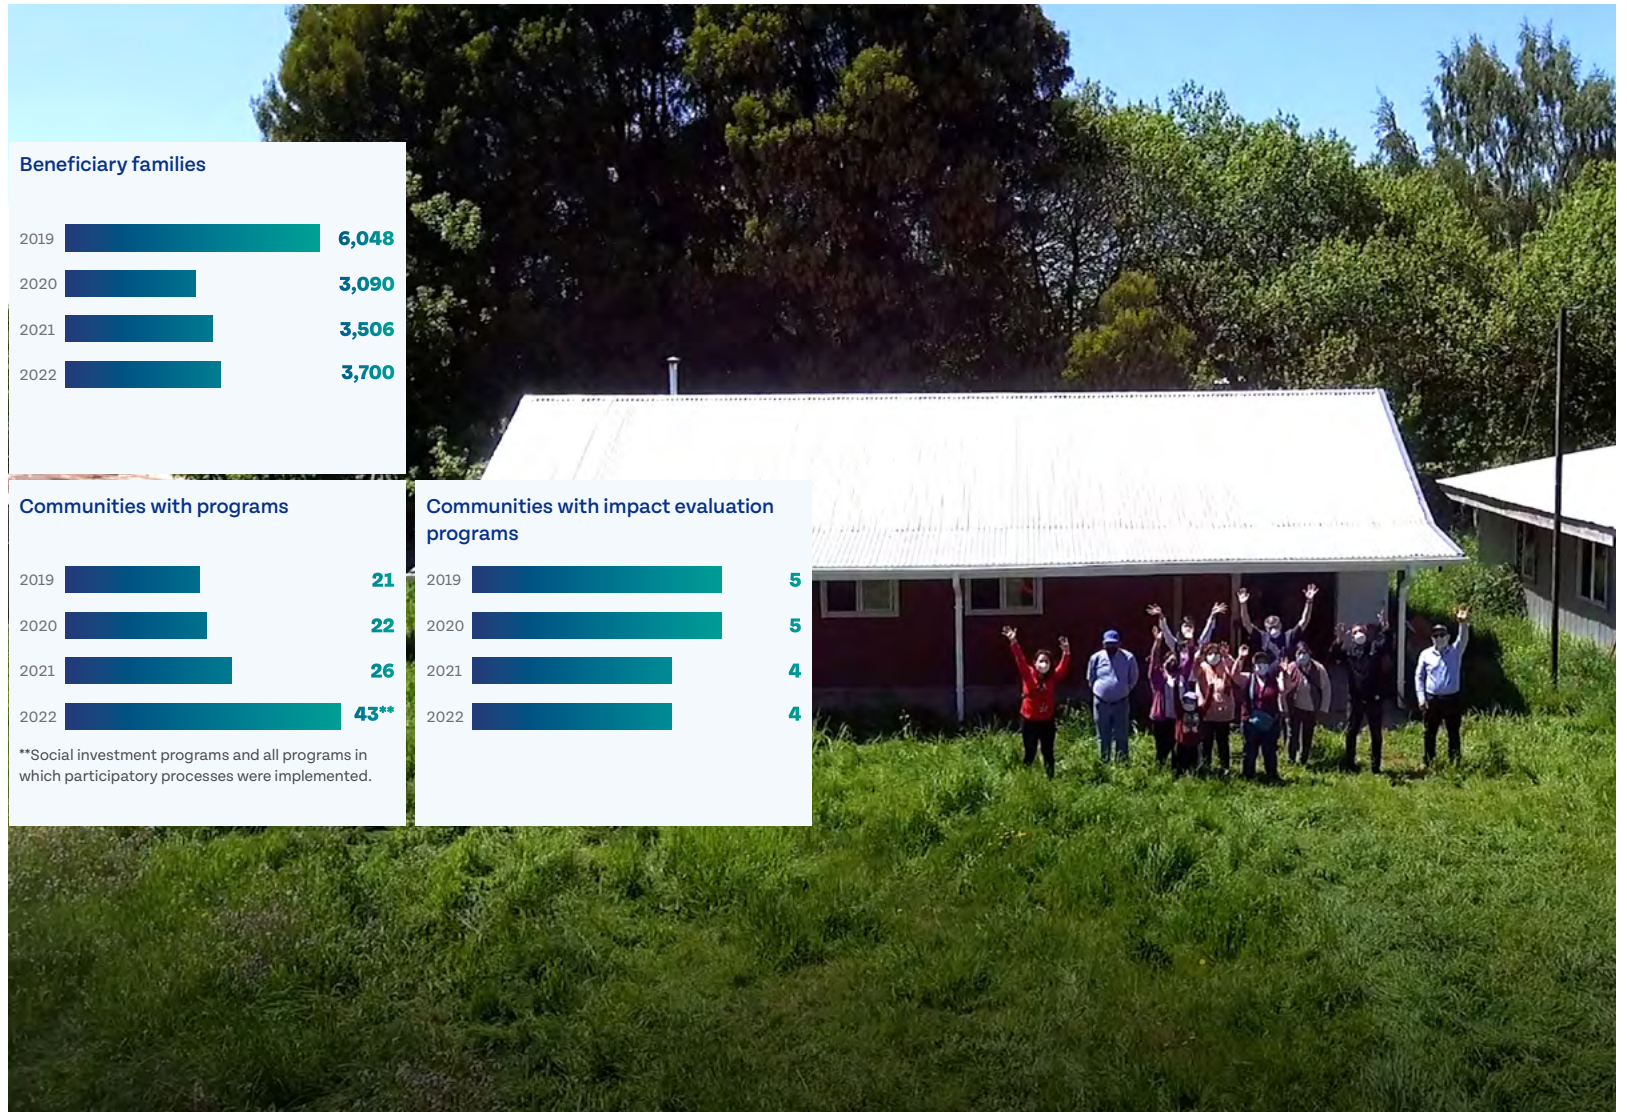 Beneficiary families
2019 6,048
2020 3,090
2021 3,506
2022 3,700
Communities with programs
2019 21
2020 22
2021 26
2022 43**
**Social investment programs and all programs in
which participatory processes were implemented.
Communities with impact evaluation
programs
2019 5
2020 5
2021 4
2022 4